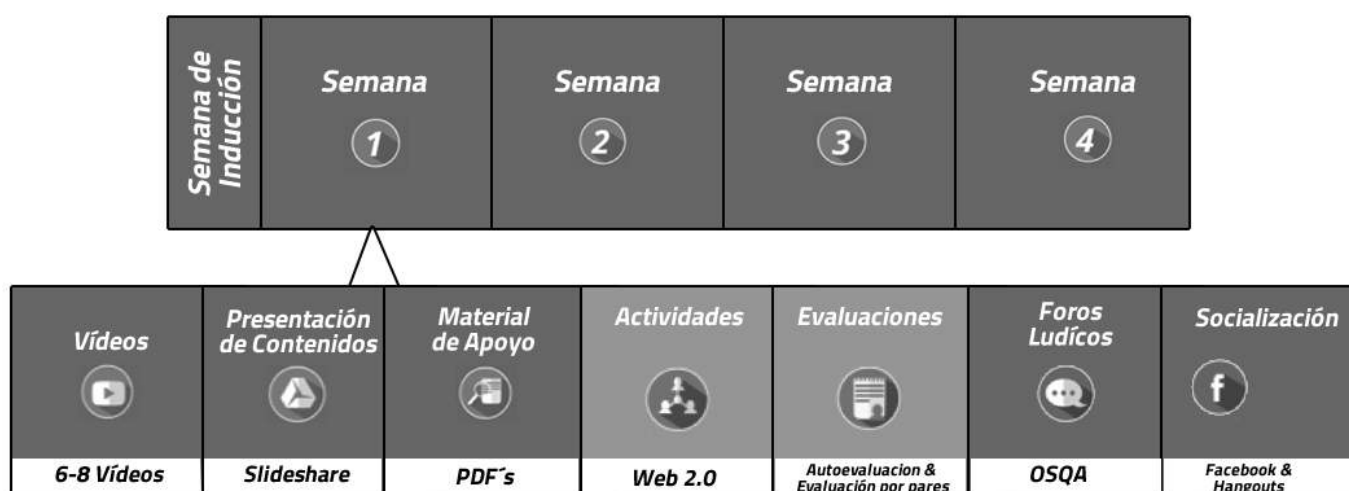 Semana de
Inducción
Semana
1
Semana
2
Semana
3
Semana
4
Vídeos
Presentación
de Contenidos
Material
de Apoyo
Actividades
Evaluaciones
Foros
Ludícos
Socialización
f
6-8 Vídeos
Slideshare
PDF´s
Web 2.0
Autoevaluacion &
Evaluación por pares
OSQA
Facebook &
Hangouts